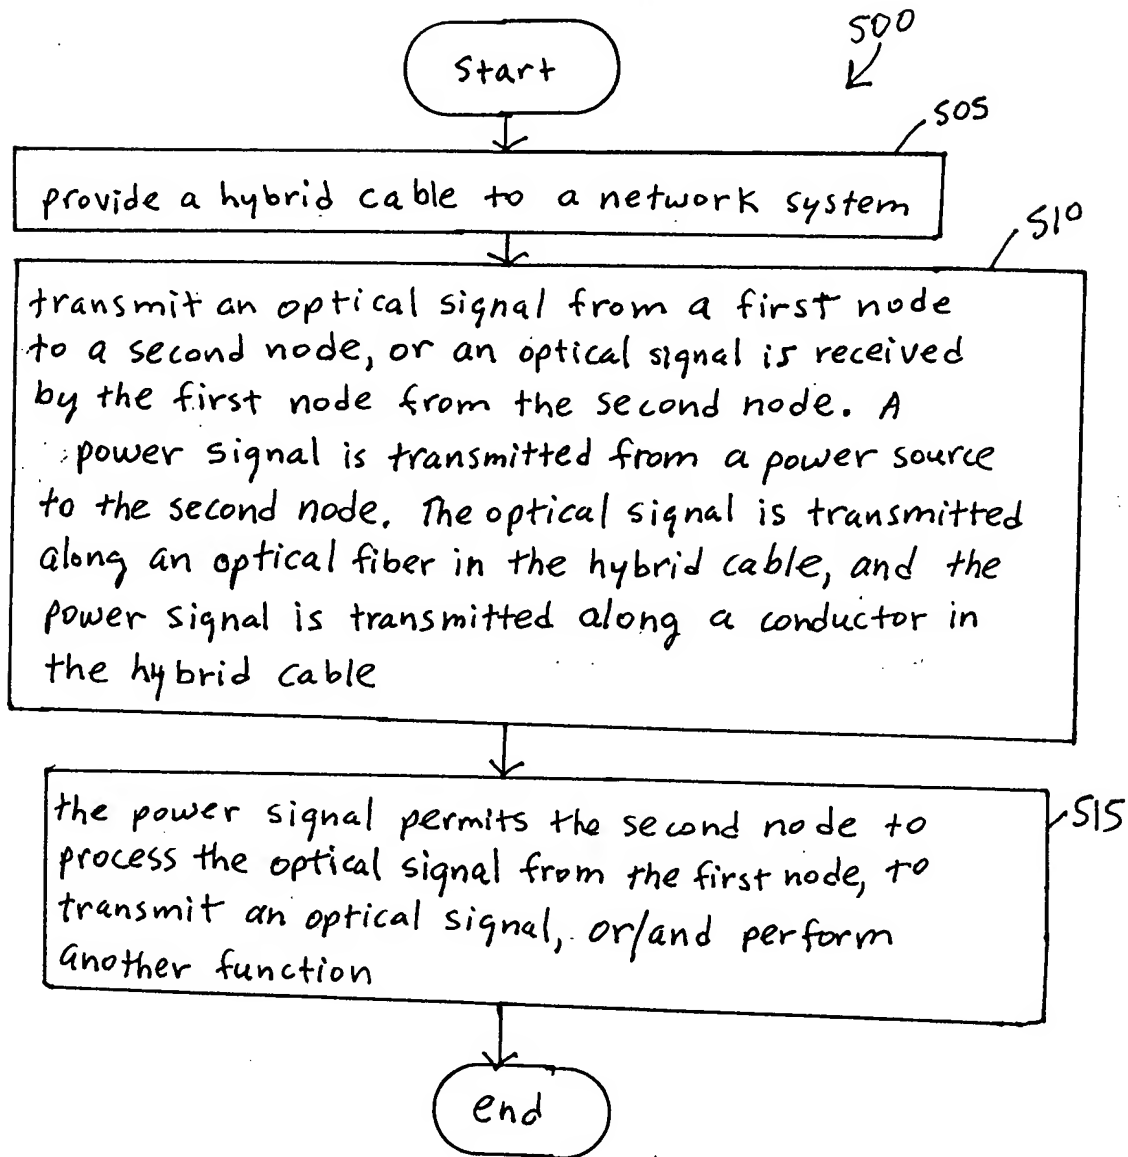 500
Start
505
provide a hybrid cable to a network system
510
transmit an optical signal from a first node
to a second node, or an optical signal is received
by the first node from the second node. A
power signal is transmitted from a power source
to the second node. The optical signal is transmitted
along an optical fiber in the hybrid cable, and the
power signal is transmitted along a conductor in
the hybrid cable
515
the power signal permits the second node to
process the optical signal from the first node, to
transmit an optical signal, or/and perform
another function
end